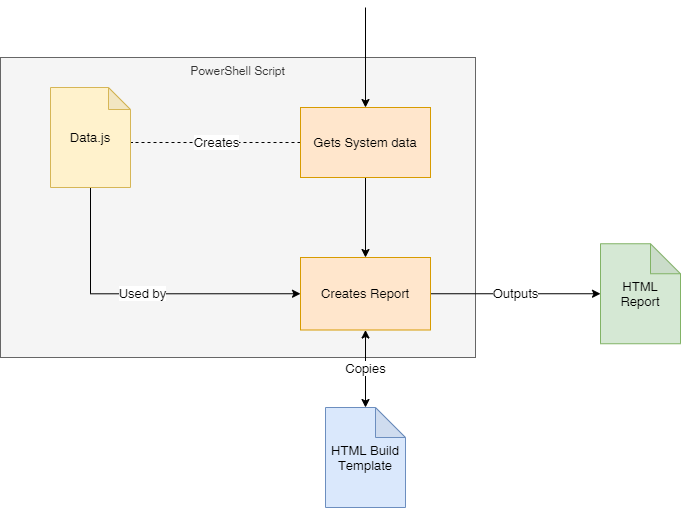 PowerShell Script
Data.js
Creates
Gets System data
Used by
Creates Report
Outputs
HTML
Report
Copies
HTML Build
Template